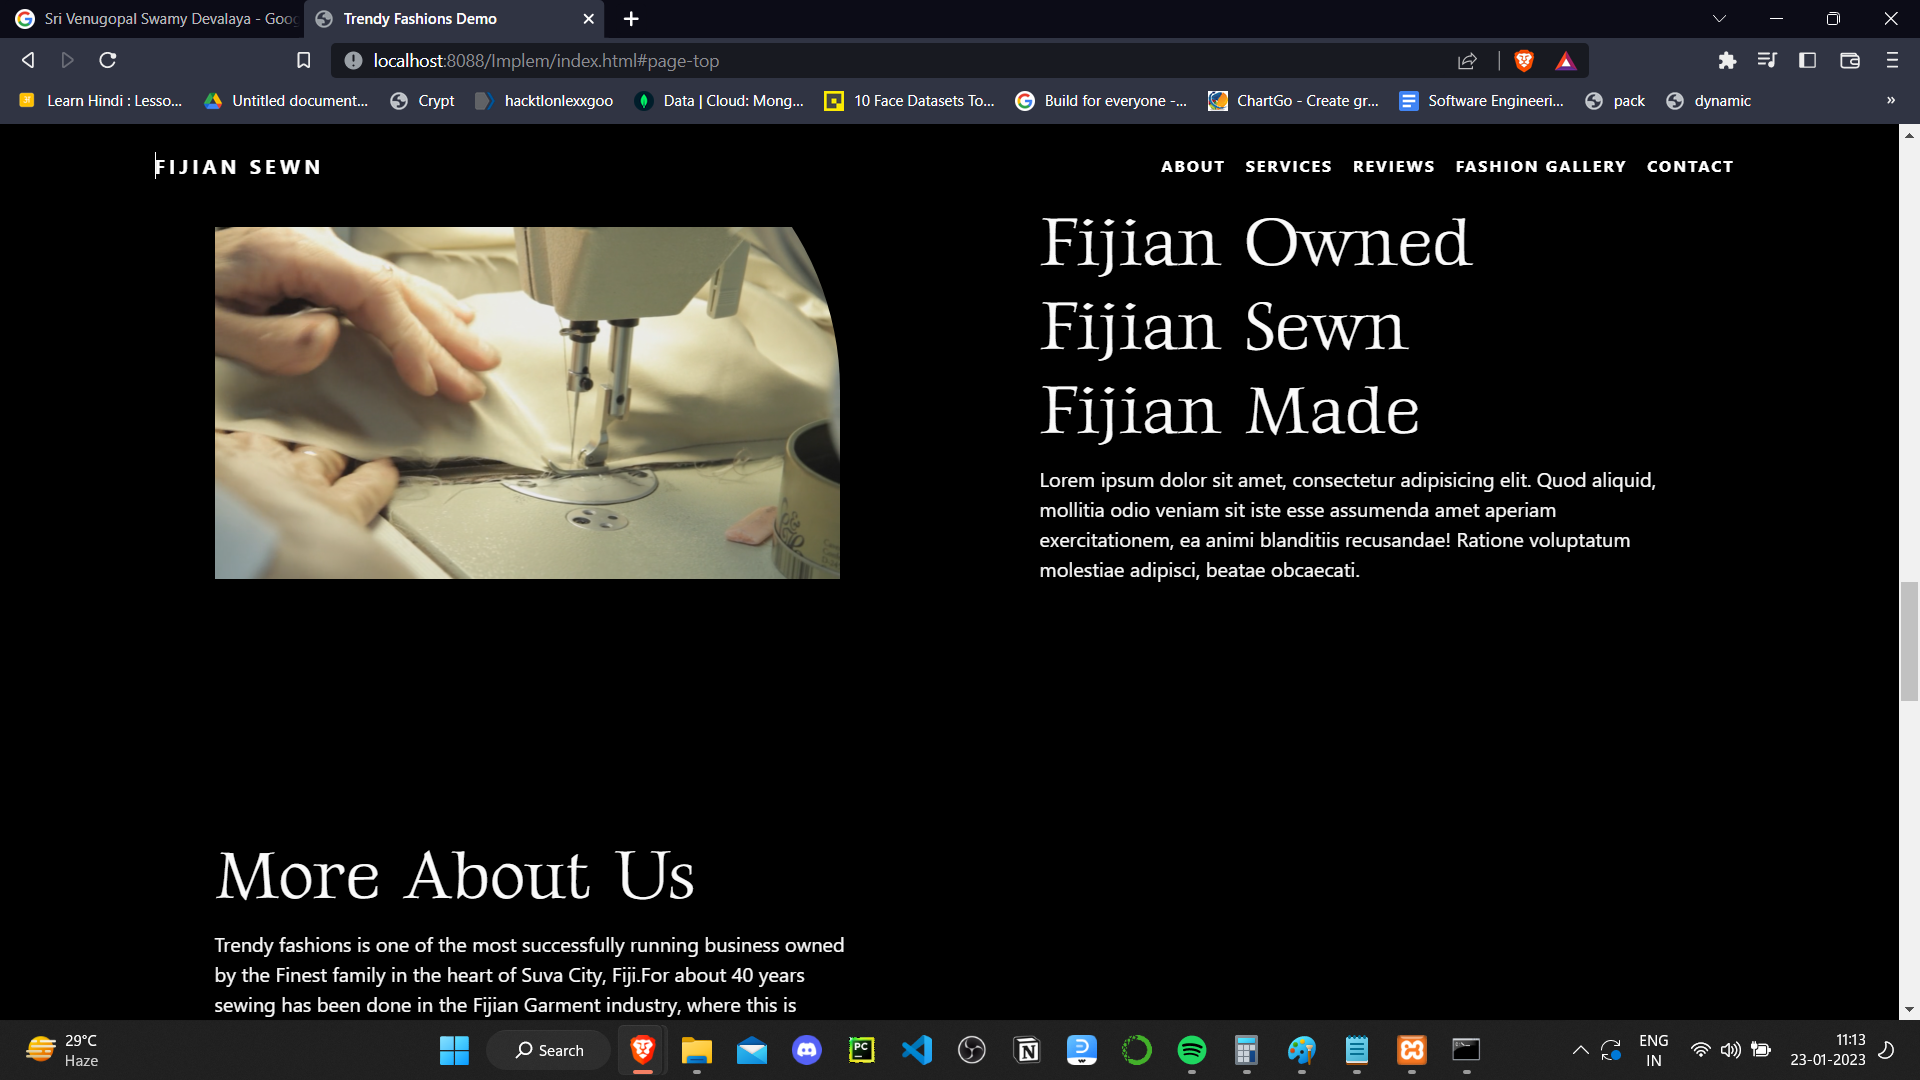 Sri Venugopal Swamy Devalaya - Goo
Trendy Fashions Demo
localhost:8088/Implem/index.html#page-top
Learn Hindi : Lesso...
Untitled document...
Crypt
hacktlonlexxgoo
Data | Cloud: Mong...
10 Face Datasets To...
Build for everyone -...
ChartGo - Create gr...
Software Engineeri...
pack
dynamic
»
FIJIAN SEWN
ABOUT SERVICES REVIEWS FASHION GALLERY CONTACT
Fijian Owned
Fijian Sewn
Fijian Made
Lorem ipsum dolor sit amet, consectetur adipisicing elit. Quod aliquid,
mollitia odio veniam sit iste esse assumenda amet aperiam
exercitationem, ea animi blanditiis recusandae! Ratione voluptatum
molestiae adipisci, beatae obcaecati.
More About Us
Trendy fashions is one of the most successfully running business owned
by the Finest family in the heart of Suva City, Fiji.For about 40 years
sewing has been done in the Fijian Garment industry, where this is
29°C
Haze
Search
PC
ENG
IN
11:13
23-01-2023